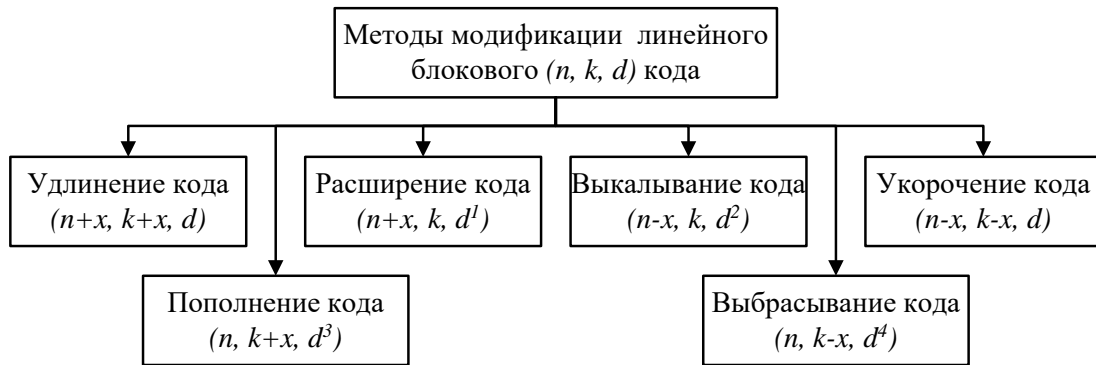 Методы модификации линейного
блокового (n, k, d) кода
Удлинение кода
(n+x, k+x, d)
Расширение кода
(n+x, k, d¹)
Выкалывание кода
(n-x, k, d²)
Укорочение кода
(n-x, k-x, d)
Пополнение кода
(n, k+x, d³)
Выбрасывание кода
(n, k-x, d⁴)